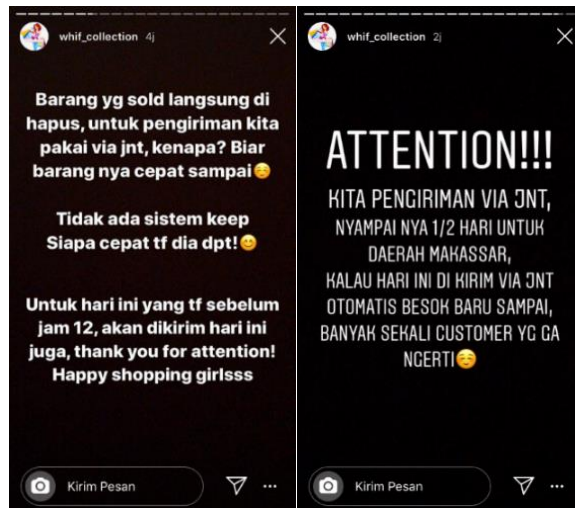 whif_collection 4j
Barang yg sold langsung di
hapus, untuk pengiriman kita
pakai via jnt, kenapa? Biar
barang nya cepat sampai☺️
Tidak ada sistem keep
Siapa cepat tf dia dpt!😊
Untuk hari ini yang tf sebelum
jam 12, akan dikirim hari ini
juga, thank you for attention!
Happy shopping girlsss
Kirim Pesan
whif_collection 2j
ATTENTION!!!
KITA PENGIRIMAN VIA JNT,
NYAMPAI NYA 1/2 HARI UNTUK
DAERAH MAKASSAR,
KALAU HARI INI DI KIRIM VIA JNT
OTOMATIS BESOK BARU SAMPAI,
BANYAK SEKALI CUSTOMER YG GA
NGERTI☺️
Kirim Pesan